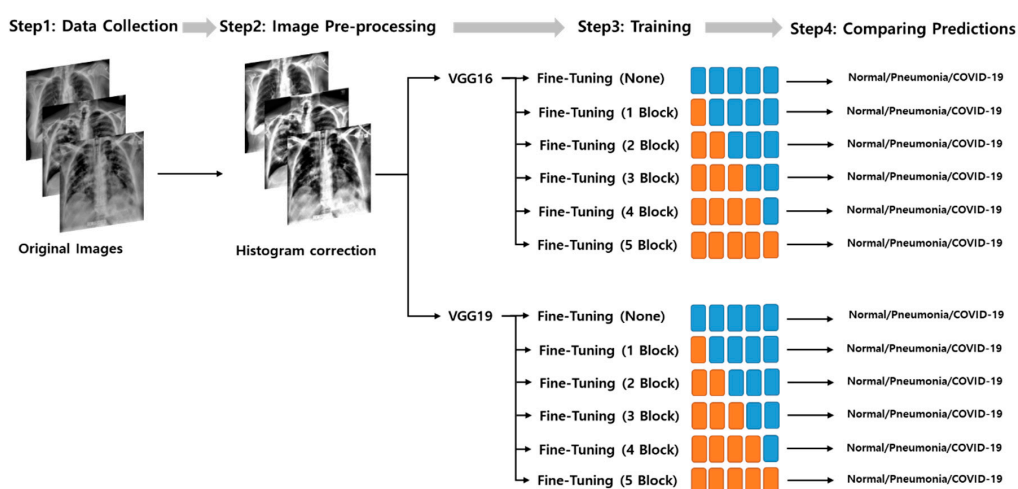 Step1: Data Collection
Step2: Image Pre-processing
Step3: Training
Step4: Comparing Predictions
Original Images
Histogram correction
VGG16
Fine-Tuning (None)
Normal/Pneumonia/COVID-19
Fine-Tuning (1 Block)
Normal/Pneumonia/COVID-19
Fine-Tuning (2 Block)
Normal/Pneumonia/COVID-19
Fine-Tuning (3 Block)
Normal/Pneumonia/COVID-19
Fine-Tuning (4 Block)
Normal/Pneumonia/COVID-19
Fine-Tuning (5 Block)
Normal/Pneumonia/COVID-19
VGG19
Fine-Tuning (None)
Normal/Pneumonia/COVID-19
Fine-Tuning (1 Block)
Normal/Pneumonia/COVID-19
Fine-Tuning (2 Block)
Normal/Pneumonia/COVID-19
Fine-Tuning (3 Block)
Normal/Pneumonia/COVID-19
Fine-Tuning (4 Block)
Normal/Pneumonia/COVID-19
Fine-Tuning (5 Block)
Normal/Pneumonia/COVID-19